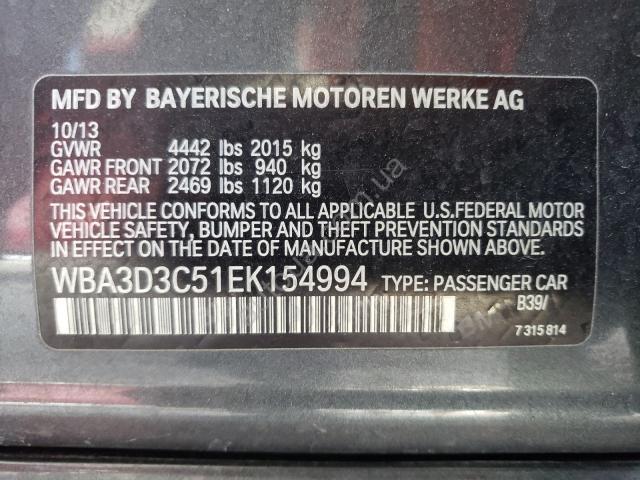 MFD BY BAYERISCHE MOTOREN WERKE AG
10/13
GVWR 4442 lbs 2015 kg
GAWR FRONT 2072 lbs 940 kg
GAWR REAR 2469 lbs 1120 kg
THIS VEHICLE CONFORMS TO ALL APPLICABLE U.S.FEDERAL MOTOR
VEHICLE SAFETY, BUMPER AND THEFT PREVENTION STANDARDS
IN EFFECT ON THE DATE OF MANUFACTURE SHOWN ABOVE.
WBA3D3C51EK154994 TYPE: PASSENGER CAR
B39/
7315814